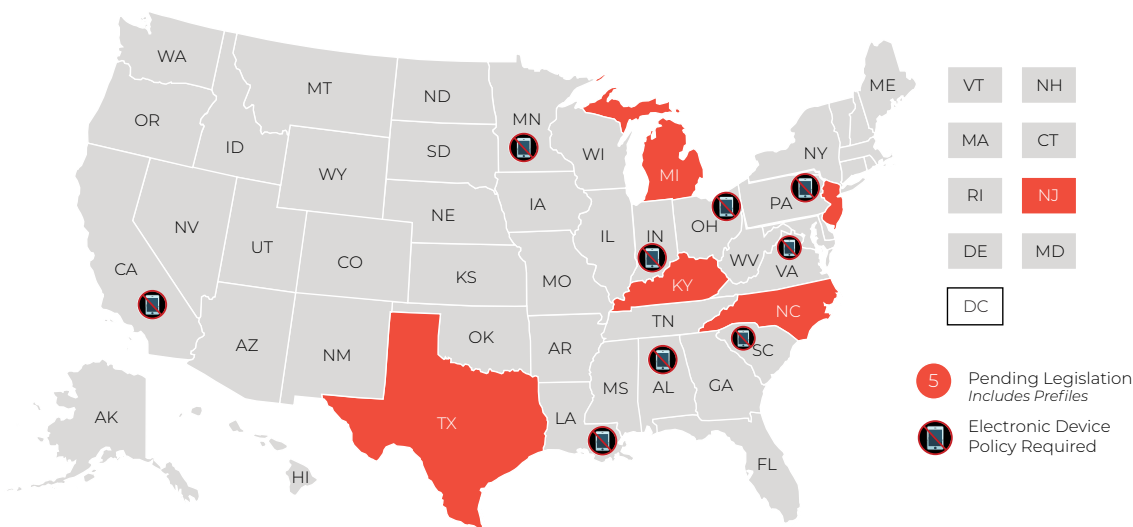 WA
MT
ND
MN
ME
VT
NH
OR
ID
SD
WI
NY
MA
CT
WY
MI
IA
PA
RI
NJ
NE
NV
UT
CO
IL
IN
OH
WV
VA
DE
MD
CA
KS
MO
KY
DC
AZ
NM
OK
AR
TN
NC
SC
MS
AL
GA
AK
TX
LA
FL
HI
5
Pending Legislation
Includes Prefiles
Electronic Device
Policy Required